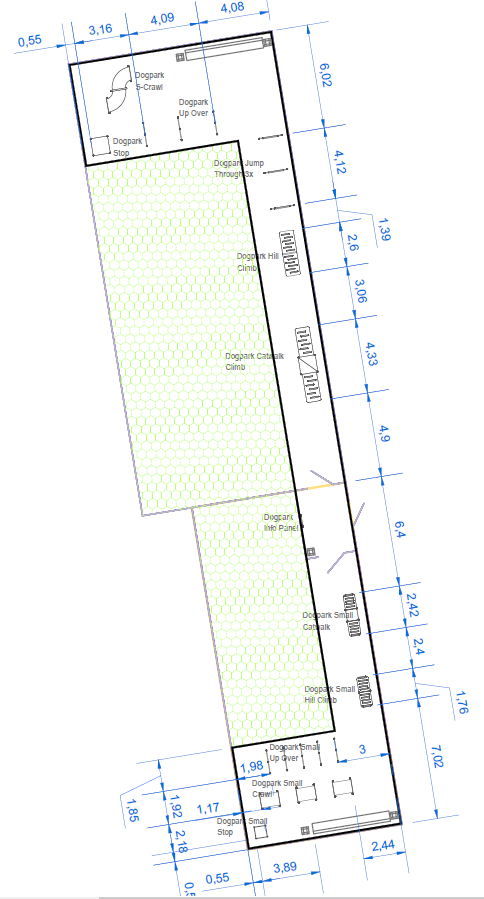 0,55
3,16
4,09
4,08
6,02
4,12
1,39
2,6
3,06
4,33
4,9
6,4
2,42
2,4
1,76
7,02
Dogpark
S-Crawl
Dogpark
Up Over
Dogpark
Stop
Dogpark Jump
Through 3x
Dogpark Hill
Climb
Dogpark Catwalk
Climb
Dogpark
Info Panel
Dogpark Small
Catwalk
Dogpark Small
Hill Climb
Dogpark Small
Up Over
3
1,98
Dogpark Small
Crawl
1,85
1,92
1,17
Dogpark Small
Stop
2,18
0,55
3,89
2,44